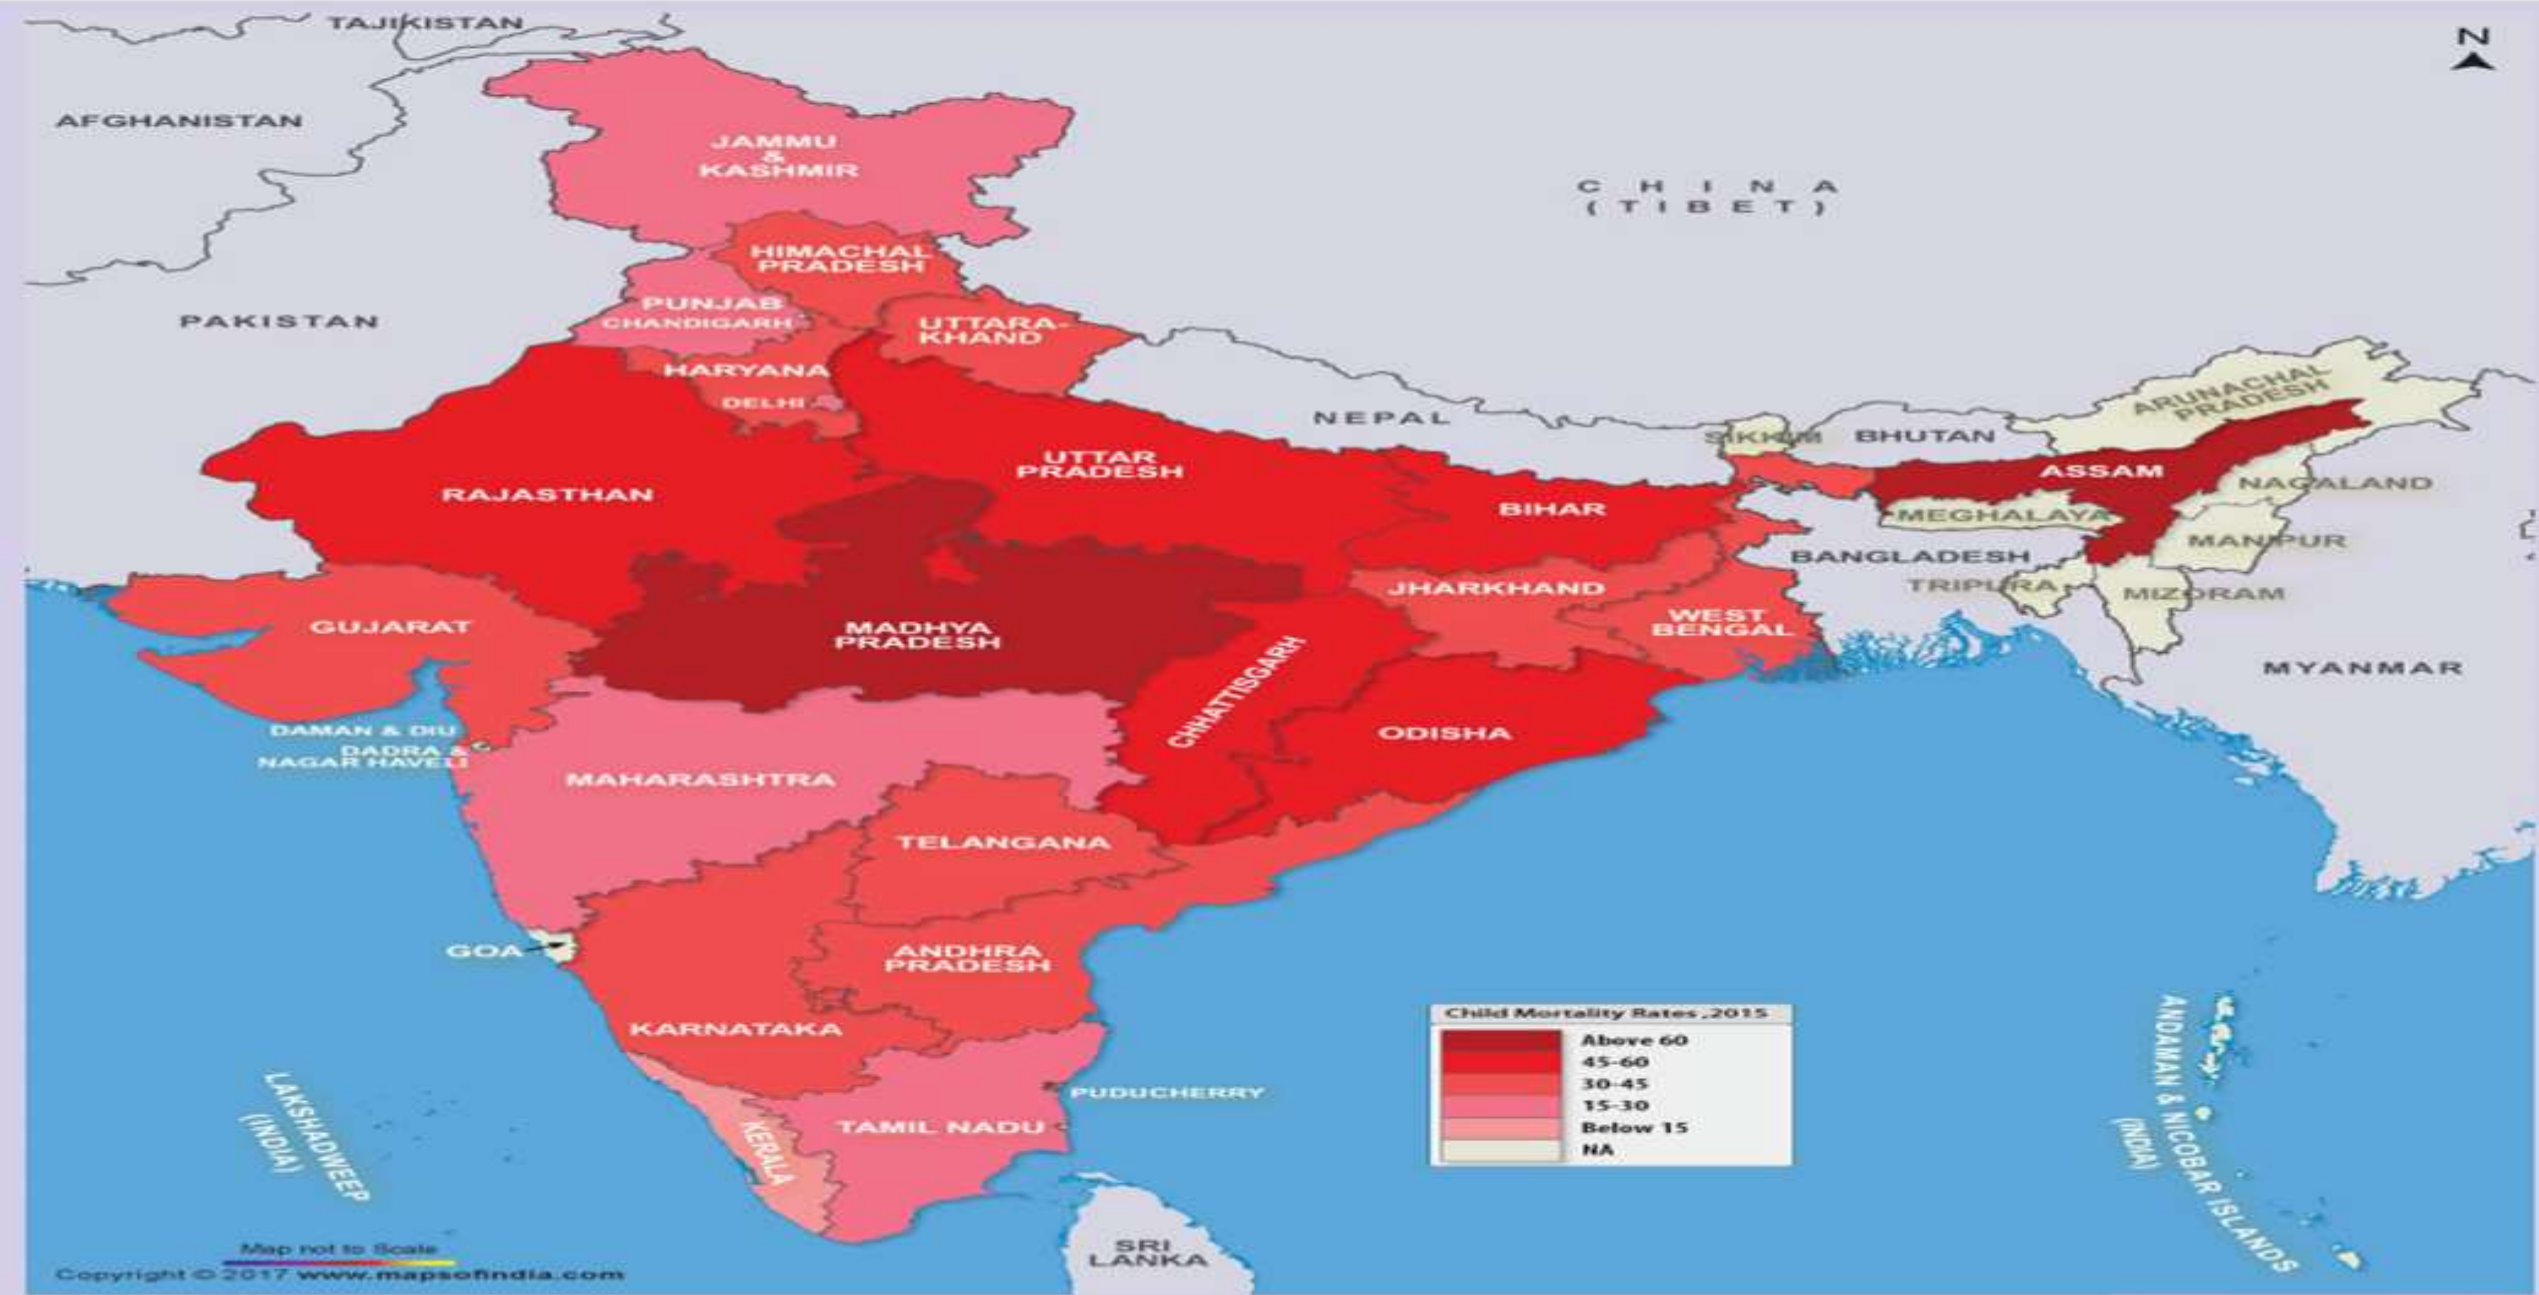 TAJIKISTAN
N
AFGHANISTAN
JAMMU
&
KASHMIR
C H I N A
( T I B E T )
HIMACHAL
PRADESH
PUNJAB
CHANDIGARH
PAKISTAN
UTTARA-
KHAND
HARYANA
DELHI
NEPAL
SIKKIM
BHUTAN
ARUNACHAL
PRADESH
UTTAR
PRADESH
ASSAM
RAJASTHAN
BIHAR
NAGALAND
MEGHALAYA
MANIPUR
BANGLADESH
JHARKHAND
TRIPURA
MIZORAM
GUJARAT
MADHYA
PRADESH
WEST
BENGAL
MYANMAR
CHHATTISGARH
DAMAN & DIU
DADRA &
NAGAR HAVELI
ODISHA
MAHARASHTRA
TELANGANA
GOA
ANDHRA
PRADESH
KARNATAKA
Child Mortality Rates ,2015
Above 60
45-60
30-45
15-30
Below 15
NA
ANDAMAN & NICOBAR ISLANDS
(INDIA)
LAKSHADWEEP
(INDIA)
PUDUCHERRY
TAMIL NADU
KERALA
SRI
LANKA
Map not to Scale
Copyright © 2017 www.mapsofindia.com